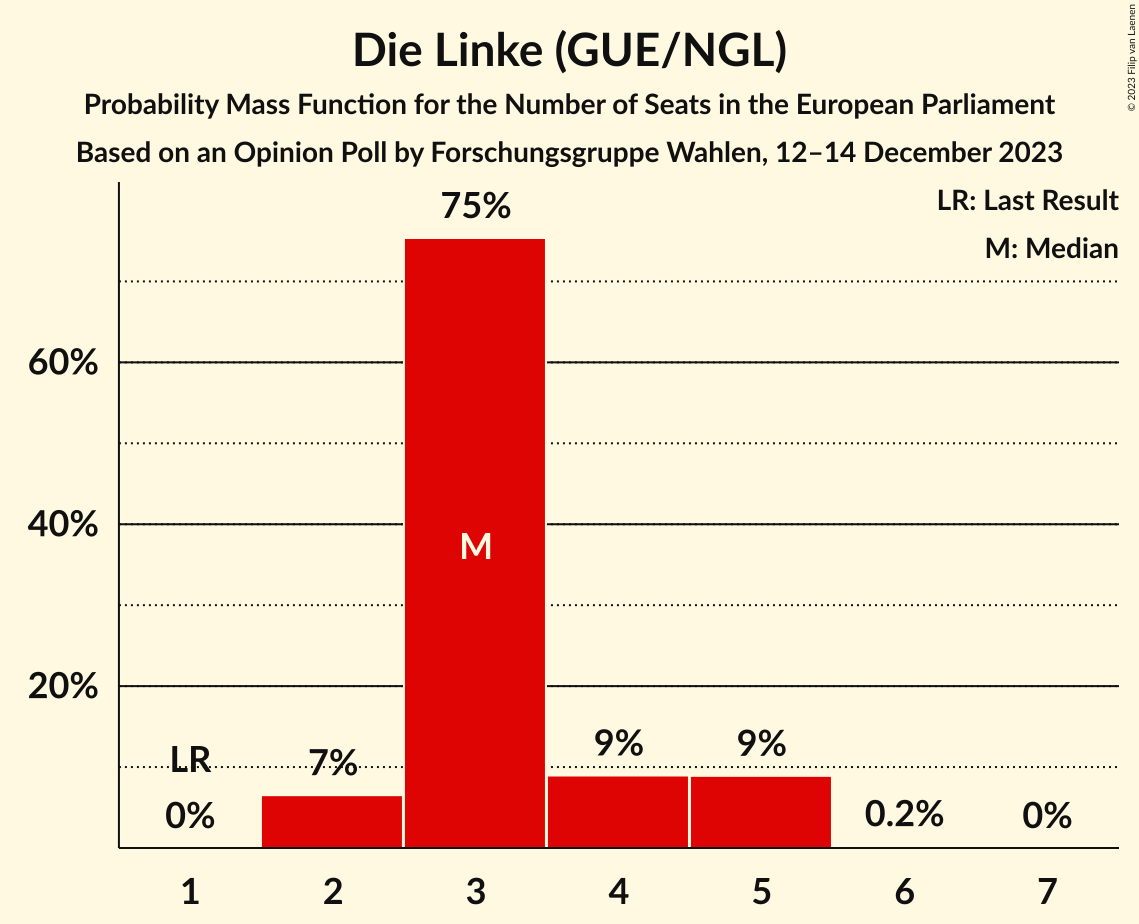 Die Linke (GUE/NGL)
Probability Mass Function for the Number of Seats in the European Parliament
Based on an Opinion Poll by Forschungsgruppe Wahlen, 12–14 December 2023
© 2023 Filip van Laenen
LR: Last Result
M: Median
75%
60%
40%
M
20%
LR
0%
7%
9%
9%
0.2%
0%
1
2
3
4
5
6
7